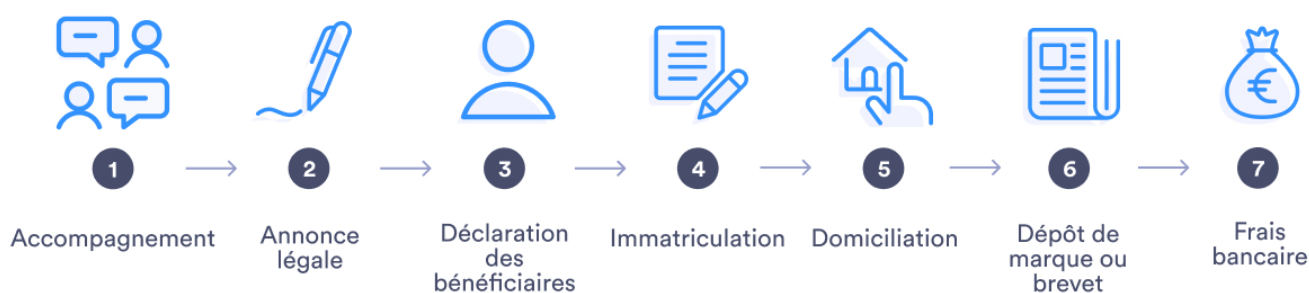 1
2
3
4
5
6
7
Accompagnement
Annonce
légale
Déclaration
des
bénéficiaires
Immatriculation
Domiciliation
Dépôt de
marque ou
brevet
Frais
bancaire
€